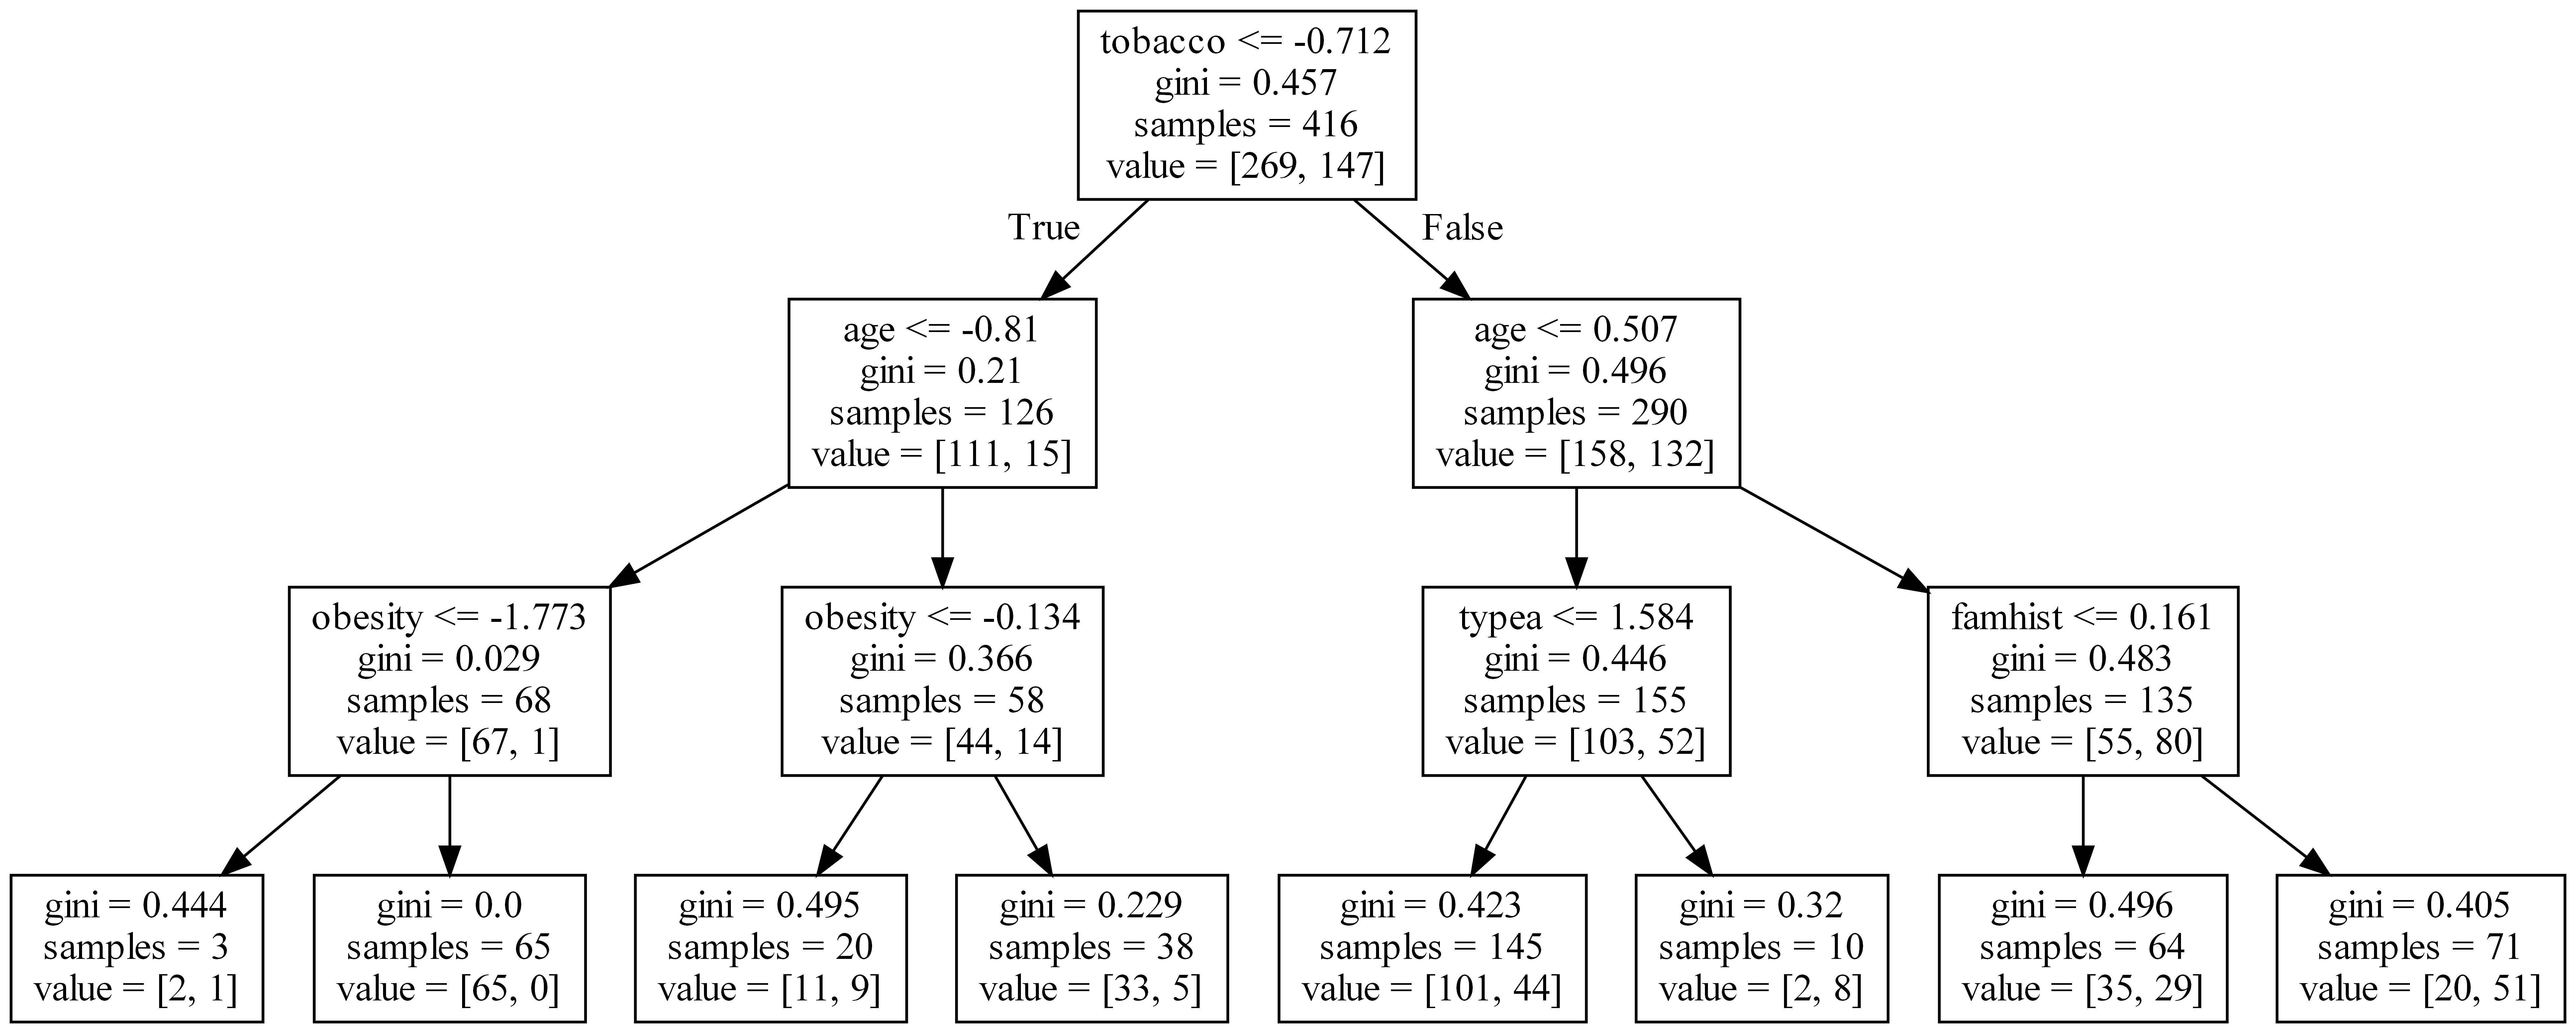 tobacco <= -0.712
gini = 0.457
samples = 416
value = [269, 147]
True
False
age <= -0.81
gini = 0.21
samples = 126
value = [111, 15]
age <= 0.507
gini = 0.496
samples = 290
value = [158, 132]
obesity <= -1.773
gini = 0.029
samples = 68
value = [67, 1]
obesity <= -0.134
gini = 0.366
samples = 58
value = [44, 14]
typea <= 1.584
gini = 0.446
samples = 155
value = [103, 52]
famhist <= 0.161
gini = 0.483
samples = 135
value = [55, 80]
gini = 0.444
samples = 3
value = [2, 1]
gini = 0.0
samples = 65
value = [65, 0]
gini = 0.495
samples = 20
value = [11, 9]
gini = 0.229
samples = 38
value = [33, 5]
gini = 0.423
samples = 145
value = [101, 44]
gini = 0.32
samples = 10
value = [2, 8]
gini = 0.496
samples = 64
value = [35, 29]
gini = 0.405
samples = 71
value = [20, 51]